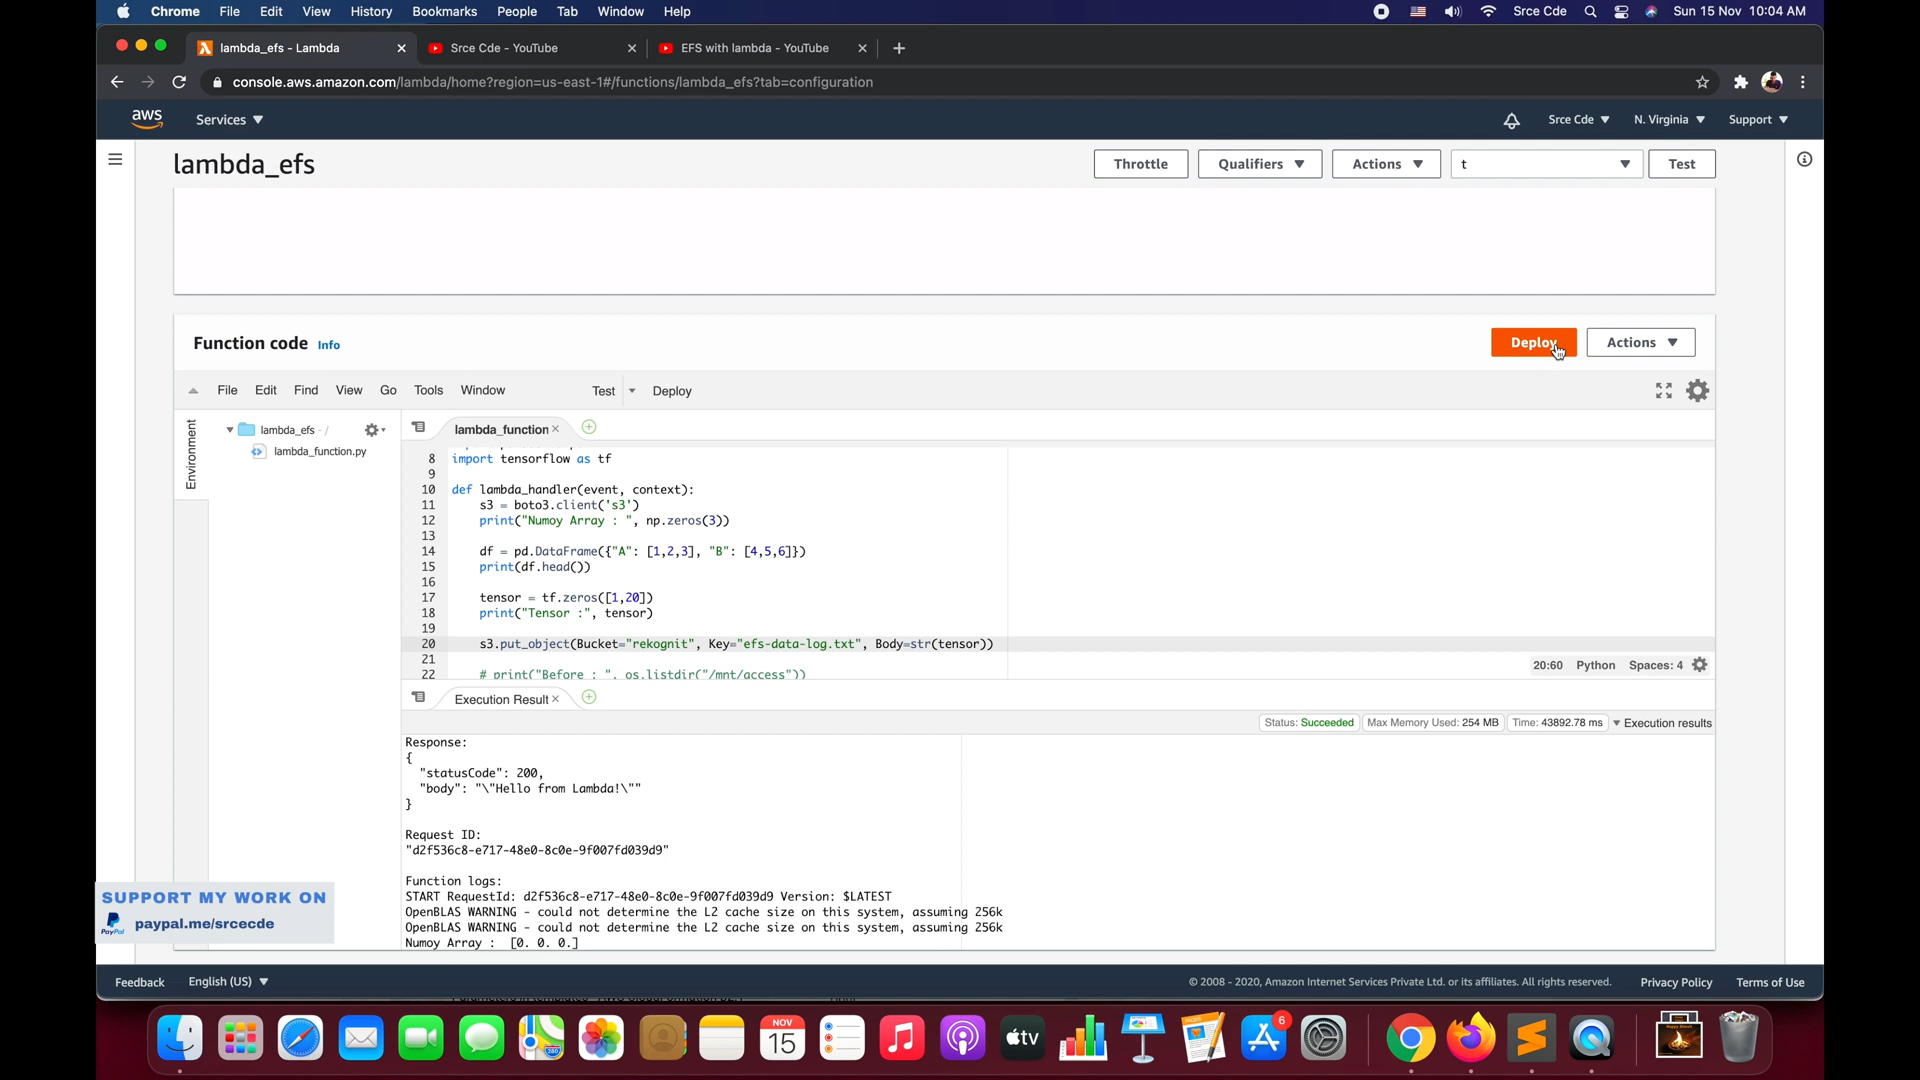 Chrome File Edit View History Bookmarks People Tab Window Help Srce Cde Sun 15 Nov 10:04 AM
lambda_efs - Lambda Srce Cde - YouTube EFS with lambda - YouTube
console.aws.amazon.com/lambda/home?region=us-east-1#/functions/lambda_efs?tab=configuration
aws Services Srce Cde N. Virginia Support
lambda_efs Throttle Qualifiers Actions t Test
Function code Info Deploy Actions
File Edit Find View Go Tools Window Test Deploy
Environment
lambda_efs - /
lambda_function.py
lambda_function
8 import tensorflow as tf
9
10 def lambda_handler(event, context):
11 s3 = boto3.client('s3')
12 print("Numoy Array : ", np.zeros(3))
13
14 df = pd.DataFrame({"A": [1,2,3], "B": [4,5,6]})
15 print(df.head())
16
17 tensor = tf.zeros([1,20])
18 print("Tensor :", tensor)
19
20 s3.put_object(Bucket="rekognit", Key="efs-data-log.txt", Body=str(tensor))
21
22 # print("Before : ", os.listdir("/mnt/access"))
20:60 Python Spaces: 4
Execution Result
Status: Succeeded Max Memory Used: 254 MB Time: 43892.78 ms Execution results
Response:
{
"statusCode": 200,
"body": "\"Hello from Lambda!\""
}
Request ID:
"d2f536c8-e717-48e0-8c0e-9f007fd039d9"
Function logs:
START RequestId: d2f536c8-e717-48e0-8c0e-9f007fd039d9 Version: $LATEST
OpenBLAS WARNING - could not determine the L2 cache size on this system, assuming 256k
OpenBLAS WARNING - could not determine the L2 cache size on this system, assuming 256k
Numoy Array : [0. 0. 0.]
SUPPORT MY WORK ON
PayPal paypal.me/srcecde
Feedback English (US) © 2008 - 2020, Amazon Internet Services Private Ltd. or its affiliates. All rights reserved. Privacy Policy Terms of Use
NOV
15
tv
6